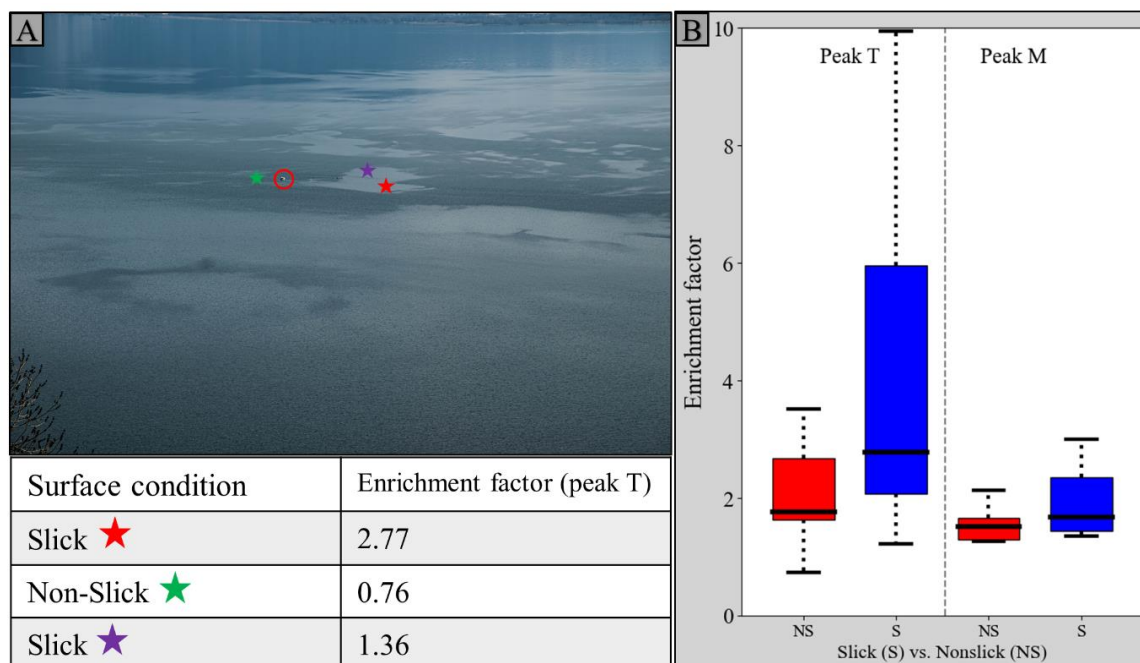 A
Surface condition Enrichment factor (peak T)
Slick 2.77
Non-Slick 0.76
Slick 1.36
B
Enrichment factor
10
8
6
4
2
0
Peak T Peak M
NS S NS S
Slick (S) vs. Nonslick (NS)